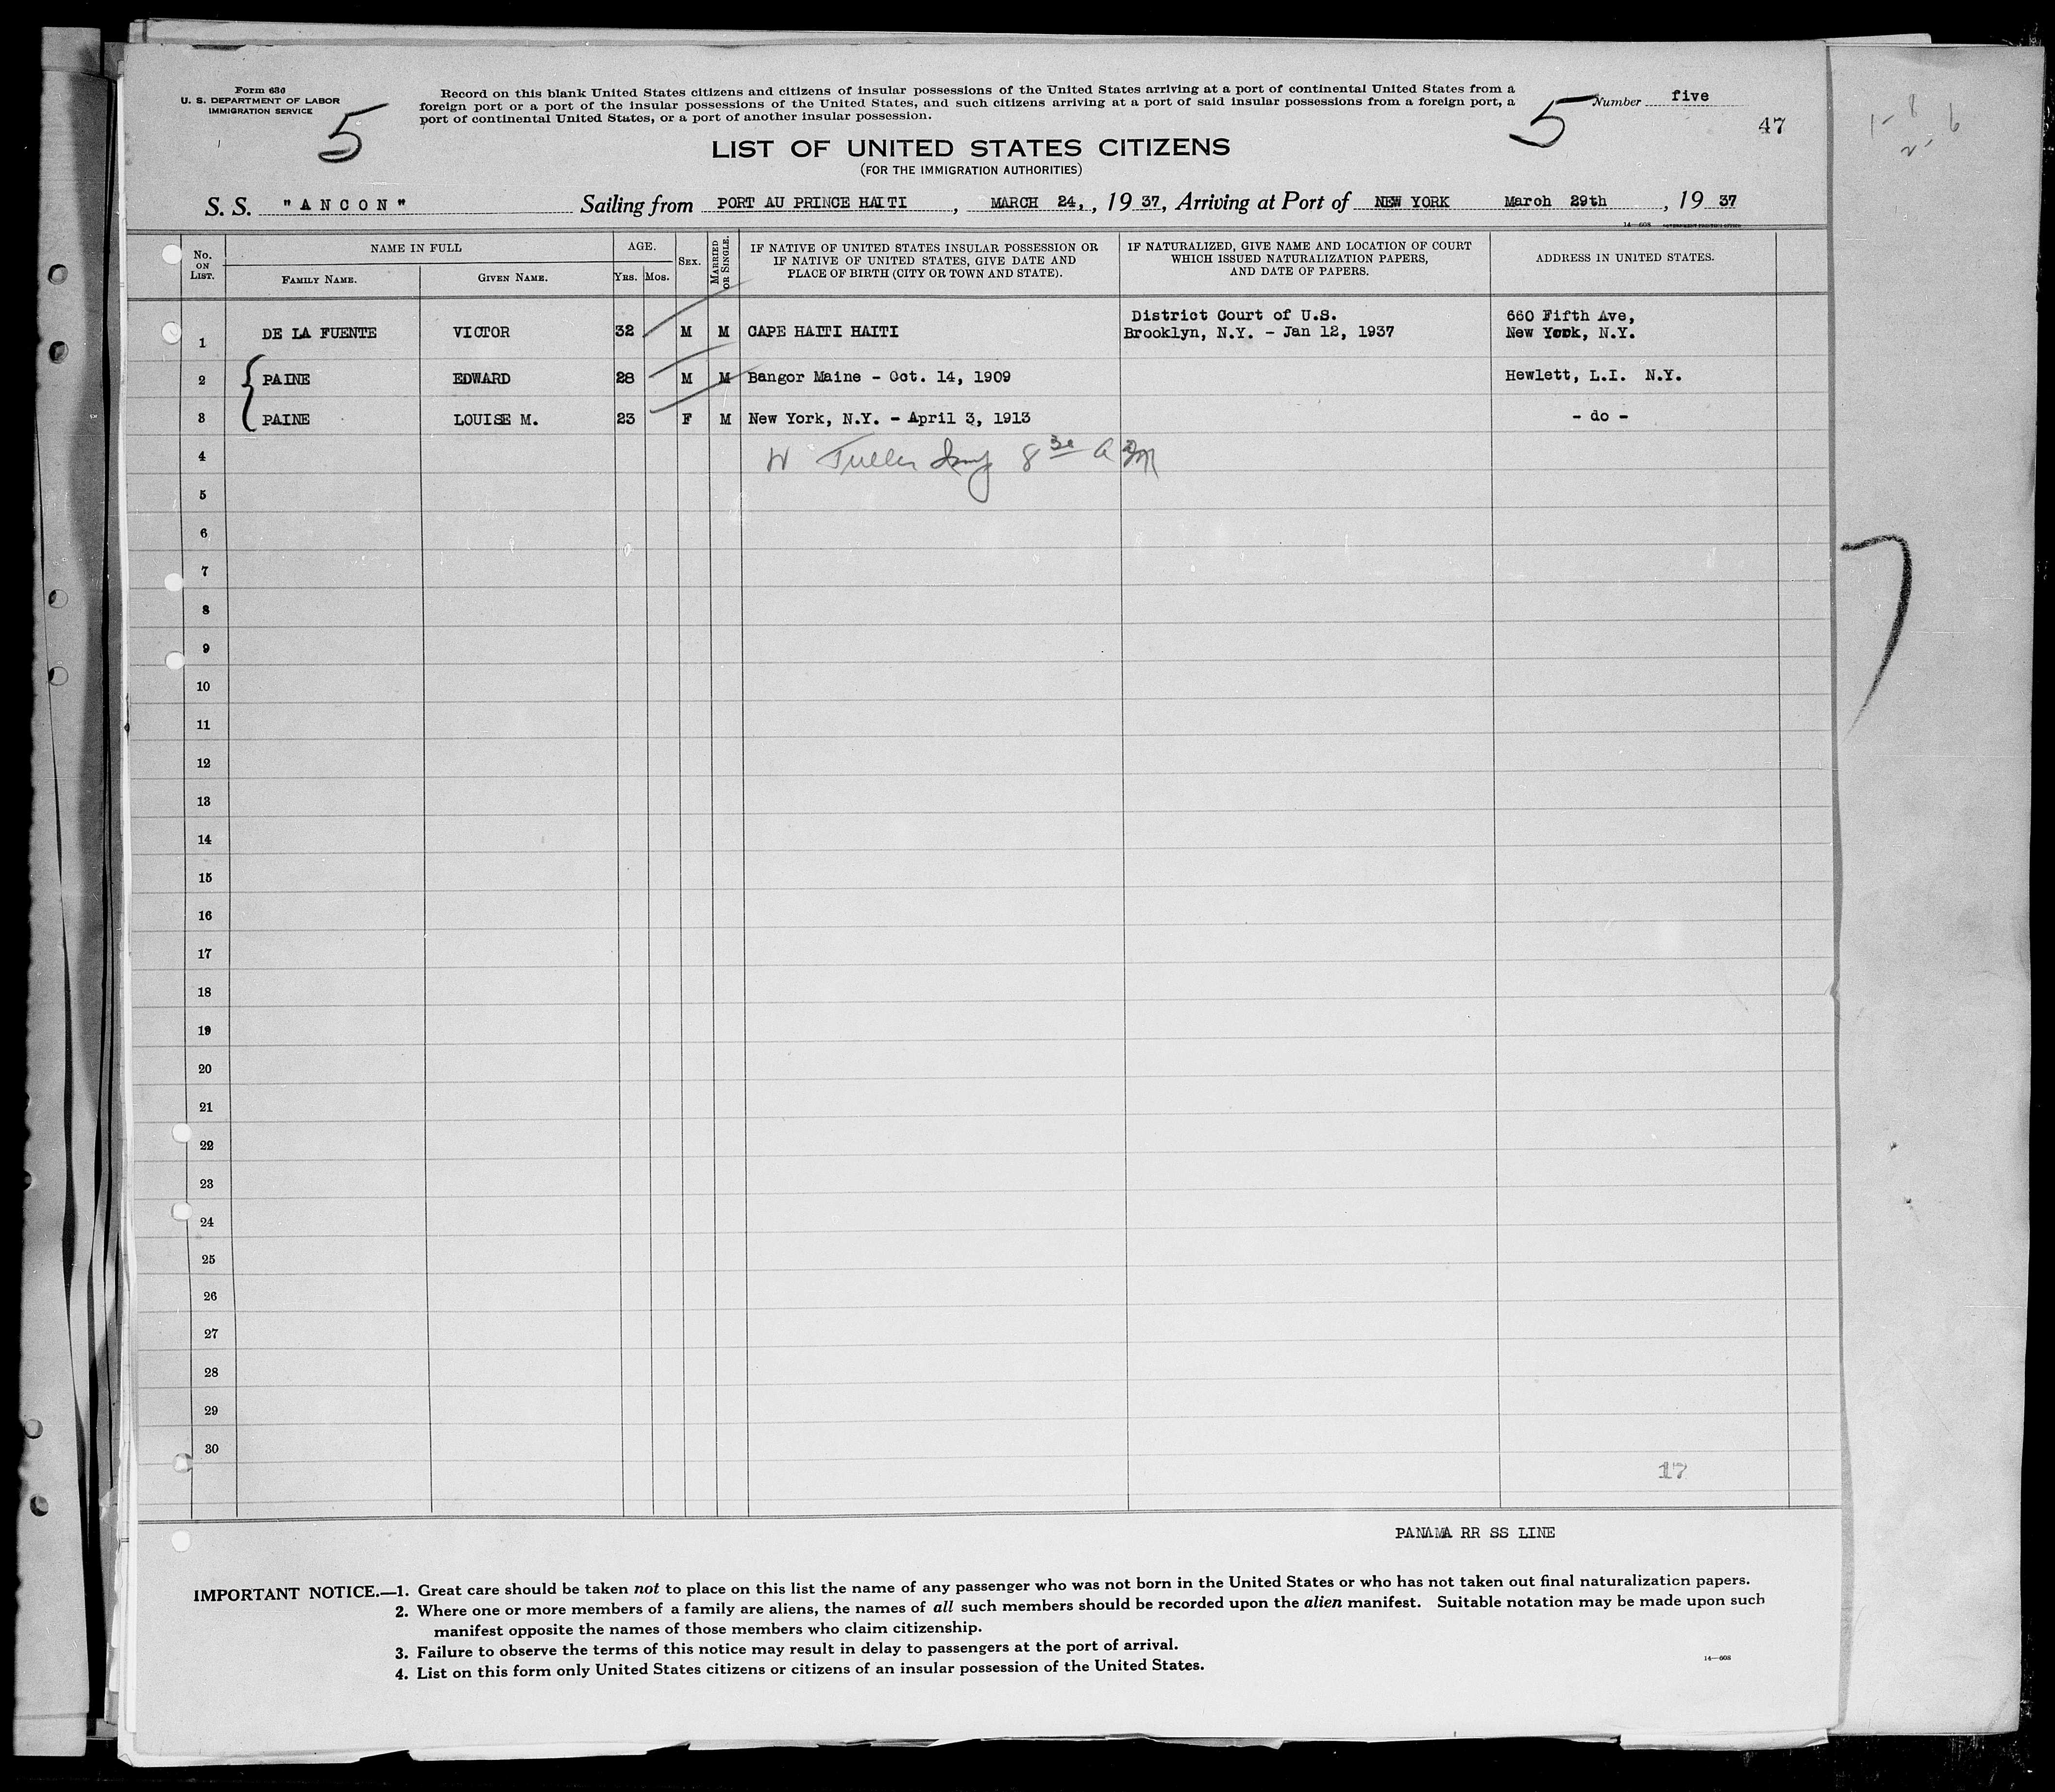 Form 630
U. S. DEPARTMENT OF LABOR
IMMIGRATION SERVICE
5
Record on this blank United States citizens and citizens of insular possessions of the United States arriving at a port of continental United States from a
foreign port or a port of the insular possessions of the United States, and such citizens arriving at a port of said insular possessions from a foreign port, a
port of continental United States, or a port of another insular possession.
5
Number five
47
LIST OF UNITED STATES CITIZENS
(FOR THE IMMIGRATION AUTHORITIES)
S. S. "ANCON" Sailing from PORT AU PRINCE HAITI, MARCH 24,, 19 37, Arriving at Port of NEW YORK March 29th, 19 37
14—608
No. ON LIST.
NAME IN FULL
FAMILY NAME.
GIVEN NAME.
AGE.
YRS.
MOS.
SEX.
MARRIED OR SINGLE.
IF NATIVE OF UNITED STATES INSULAR POSSESSION OR
IF NATIVE OF UNITED STATES, GIVE DATE AND
PLACE OF BIRTH (CITY OR TOWN AND STATE).
IF NATURALIZED, GIVE NAME AND LOCATION OF COURT
WHICH ISSUED NATURALIZATION PAPERS,
AND DATE OF PAPERS.
ADDRESS IN UNITED STATES.
District Court of U.S. 660 Fifth Ave,
1 DE LA FUENTE VICTOR 32 M M CAPE HAITI HAITI Brooklyn, N.Y. - Jan 12, 1937 New York, N.Y.
2 PAINE EDWARD 28 M M Bangor Maine - Oct. 14, 1909 Hewlett, L.I. N.Y.
3 PAINE LOUISE M. 23 F M New York, N.Y. - April 3, 1913 - do -
4 W Fuller 8 30 A M
5
6
7
8
9
10
11
12
13
14
15
16
17
18
19
20
21
22
23
24
25
26
27
28
29
30
17
PANAMA RR SS LINE
IMPORTANT NOTICE.—1. Great care should be taken not to place on this list the name of any passenger who was not born in the United States or who has not taken out final naturalization papers.
2. Where one or more members of a family are aliens, the names of all such members should be recorded upon the alien manifest. Suitable notation may be made upon such
manifest opposite the names of those members who claim citizenship.
3. Failure to observe the terms of this notice may result in delay to passengers at the port of arrival.
4. List on this form only United States citizens or citizens of an insular possession of the United States.
14—608